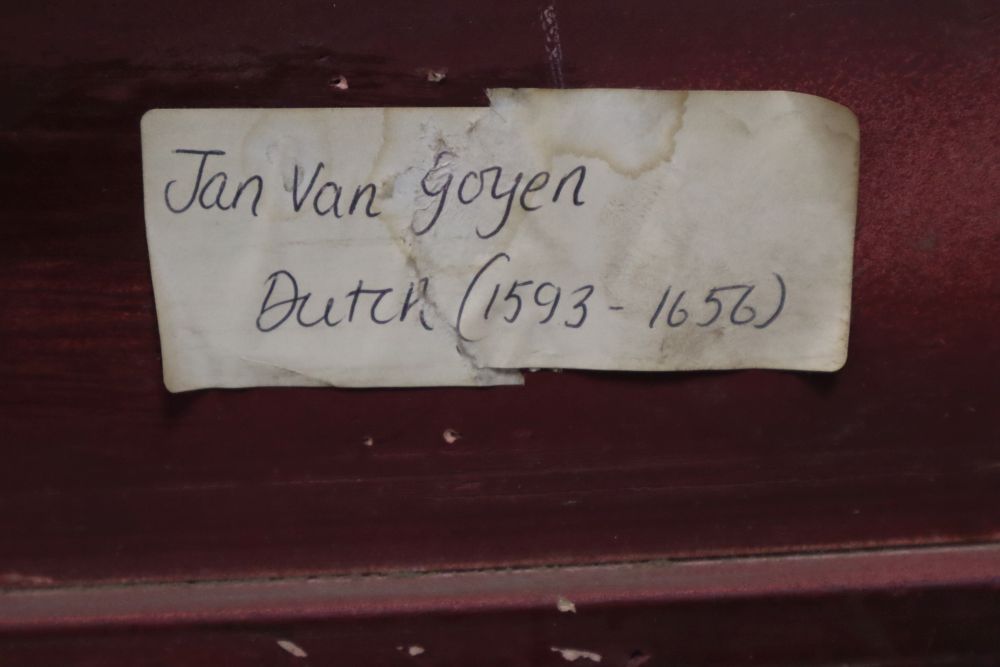 Jan Van Goyen
Dutch (1593 - 1656)